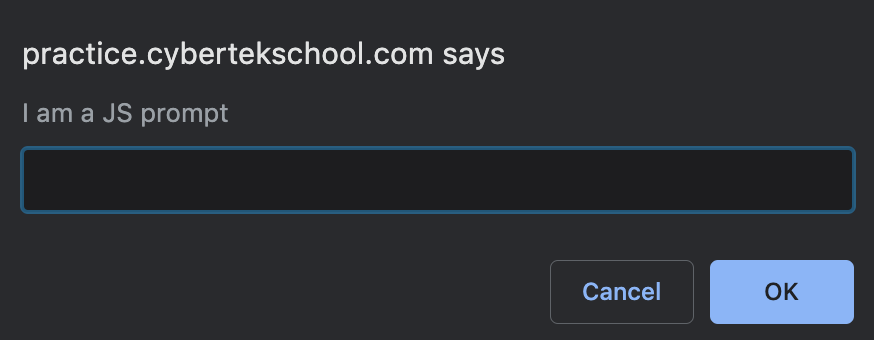 practice.cybertekschool.com says
I am a JS prompt
Cancel OK